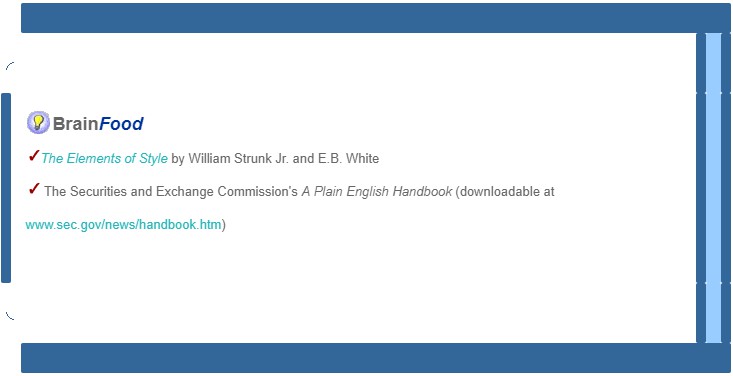 BrainFood
The Elements of Style by William Strunk Jr. and E.B. White
The Securities and Exchange Commission's A Plain English Handbook (downloadable at
www.sec.gov/news/handbook.htm)